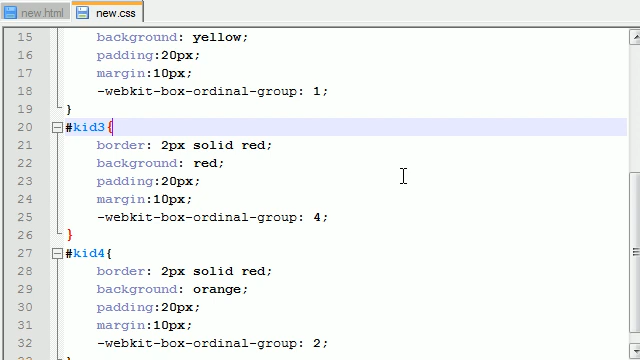 new.html new.css
15 background: yellow;
16 padding:20px;
17 margin:10px;
18 -webkit-box-ordinal-group: 1;
19 }
20 #kid3{
21 border: 2px solid red;
22 background: red;
23 padding:20px;
24 margin:10px;
25 -webkit-box-ordinal-group: 4;
26 }
27 #kid4{
28 border: 2px solid red;
29 background: orange;
30 padding:20px;
31 margin:10px;
32 -webkit-box-ordinal-group: 2;